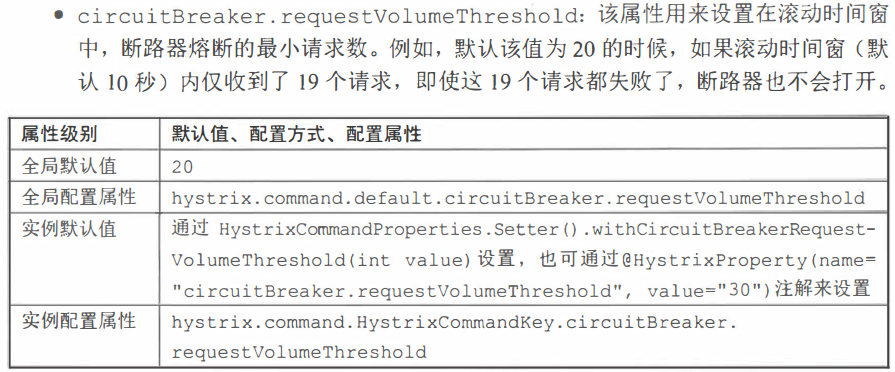 ● circuitBreaker.requestVolumeThreshold：该属性用来设置在滚动时间窗
中，断路器熔断的最小请求数。例如，默认该值为 20 的时候，如果滚动时间窗（默
认 10 秒）内仅收到了 19 个请求，即使这 19 个请求都失败了，断路器也不会打开。
属性级别 默认值、配置方式、配置属性
全局默认值 20
全局配置属性 hystrix.command.default.circuitBreaker.requestVolumeThreshold
实例默认值 通过 HystrixCommandProperties.Setter().withCircuitBreakerRequest-
VolumeThreshold(int value)设置，也可通过@HystrixProperty(name=
"circuitBreaker.requestVolumeThreshold", value="30")注解来设置
实例配置属性 hystrix.command.HystrixCommandKey.circuitBreaker.
requestVolumeThreshold